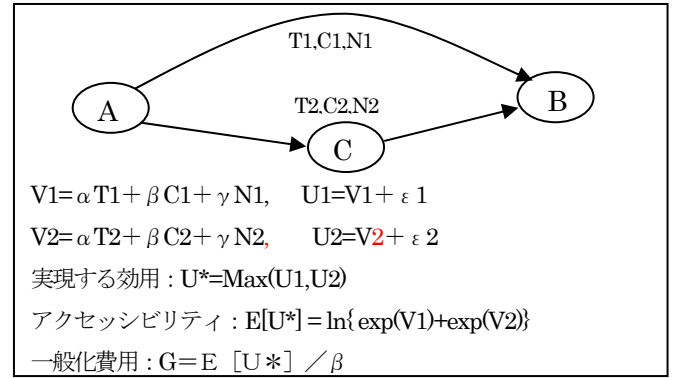 T1,C1,N1
A
B
T2,C2,N2
C
V1=αT1+βC1+γN1,　U1=V1+ε1
V2=αT2+βC2+γN2,　U2=V2+ε2
実現する効用：U*=Max(U1,U2)
アクセッシビリティ：E[U*]=ln{exp(V1)+exp(V2)}
一般化費用：G＝E［U＊］／β